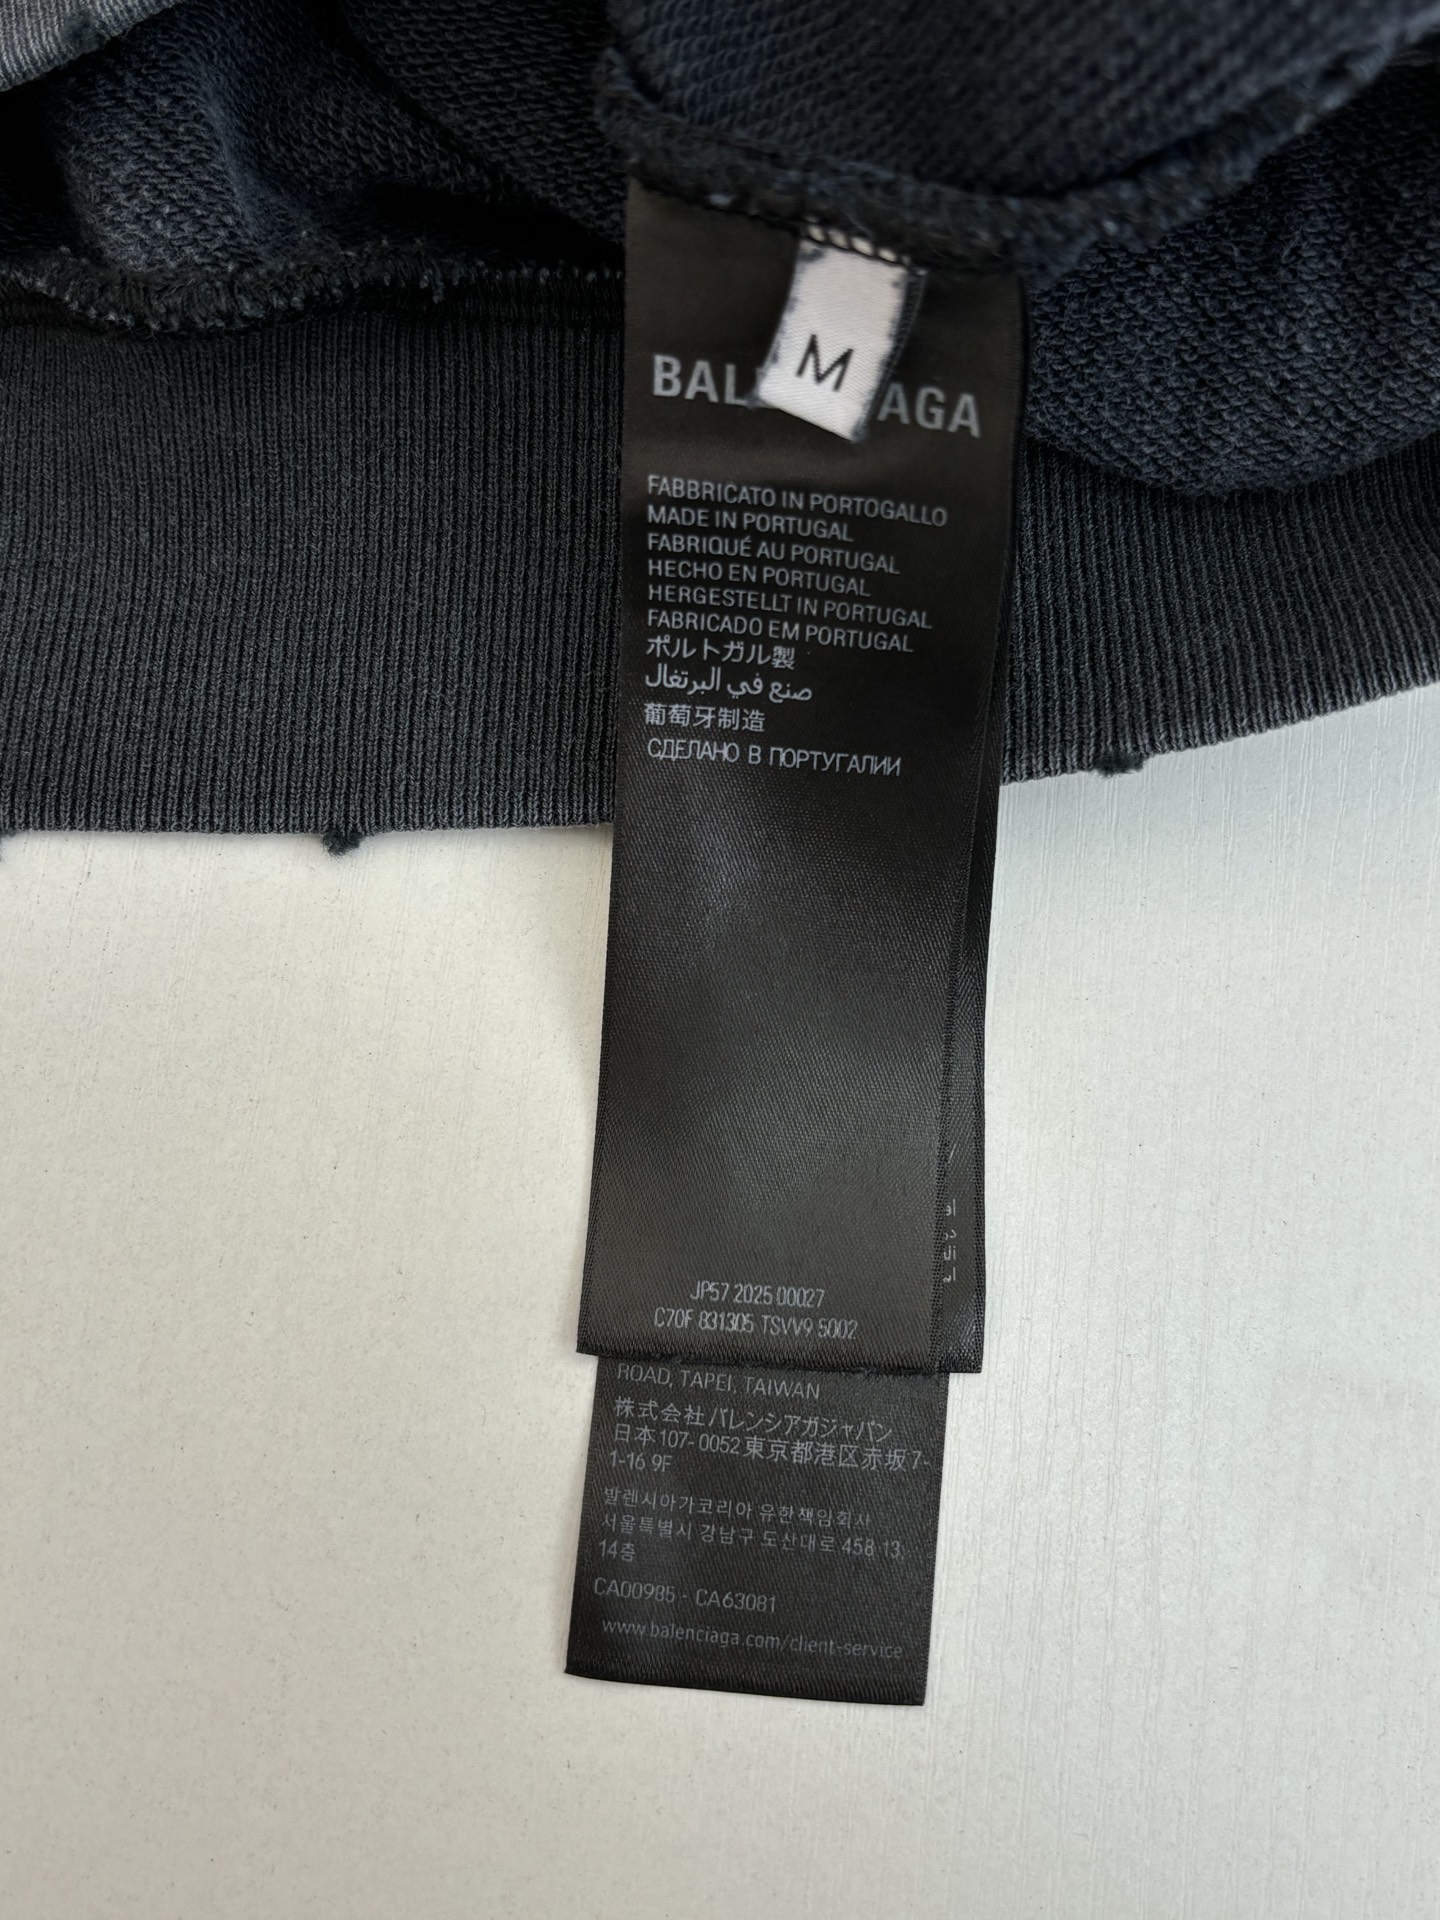 M
BAL AGA
FABBRICATO IN PORTOGALLO
MADE IN PORTUGAL
FABRIQUÉ AU PORTUGAL
HECHO EN PORTUGAL
HERGESTELLT IN PORTUGAL
FABRICADO EM PORTUGAL
ポルトガル製
صنع في البرتغال
葡萄牙制造
СДЕЛАНО В ПОРТУГАЛИИ
JP57 2025 00027
C70F 831305 TSVV9 5002
ROAD, TAPEI, TAIWAN
株式会社バレンシアガジャパン
日本107-0052東京都港区赤坂7-
1-16 9F
발렌시아가코리아 유한책임회사
서울특별시 강남구 도산대로 458 13,
14층
CA00985 - CA63081
www.balenciaga.com/client-service